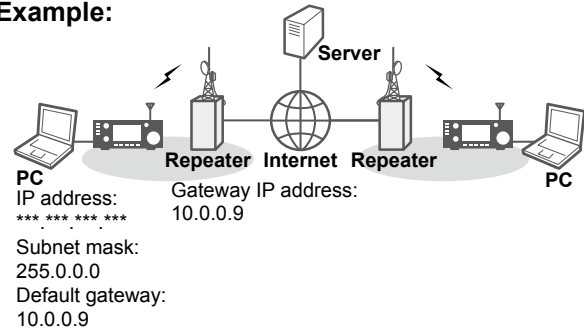 Example:
Server
Repeater Internet Repeater
PC
PC
IP address:
***.***.***.***
Subnet mask:
255.0.0.0
Default gateway:
10.0.0.9
Gateway IP address:
10.0.0.9